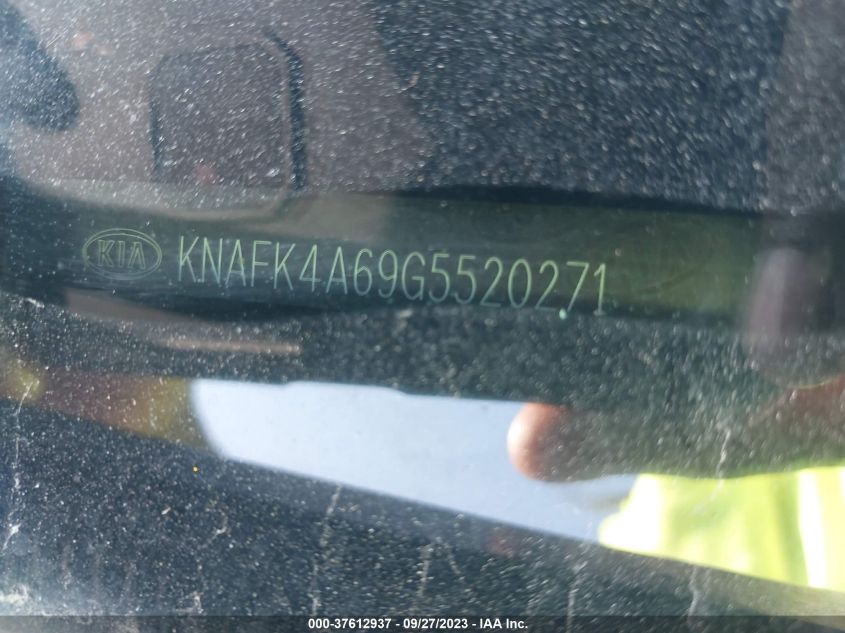 KIA KNAFK4A69G5520271
000-37612937 - 09/27/2023 - IAA Inc.